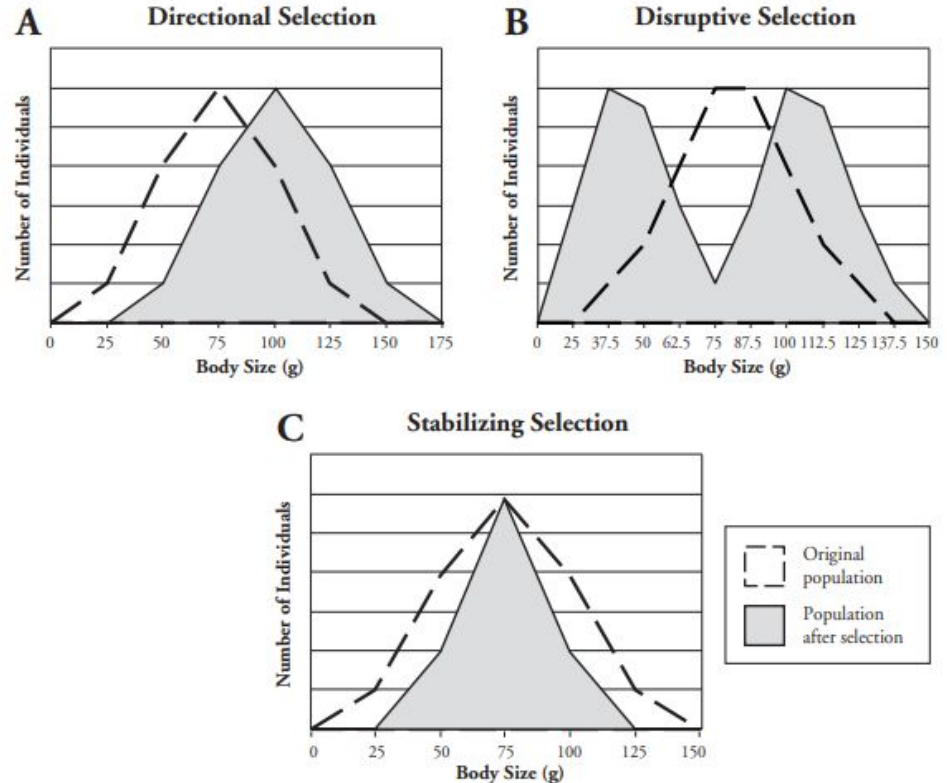 A
Directional Selection
Number of Individuals
0 25 50 75 100 125 150 175
Body Size (g)
B
Disruptive Selection
Number of Individuals
0 25 37.5 50 62.5 75 87.5 100 112.5 125 137.5 150
Body Size (g)
C
Stabilizing Selection
Number of Individuals
0 25 50 75 100 125 150
Body Size (g)
Original
population
Population
after selection